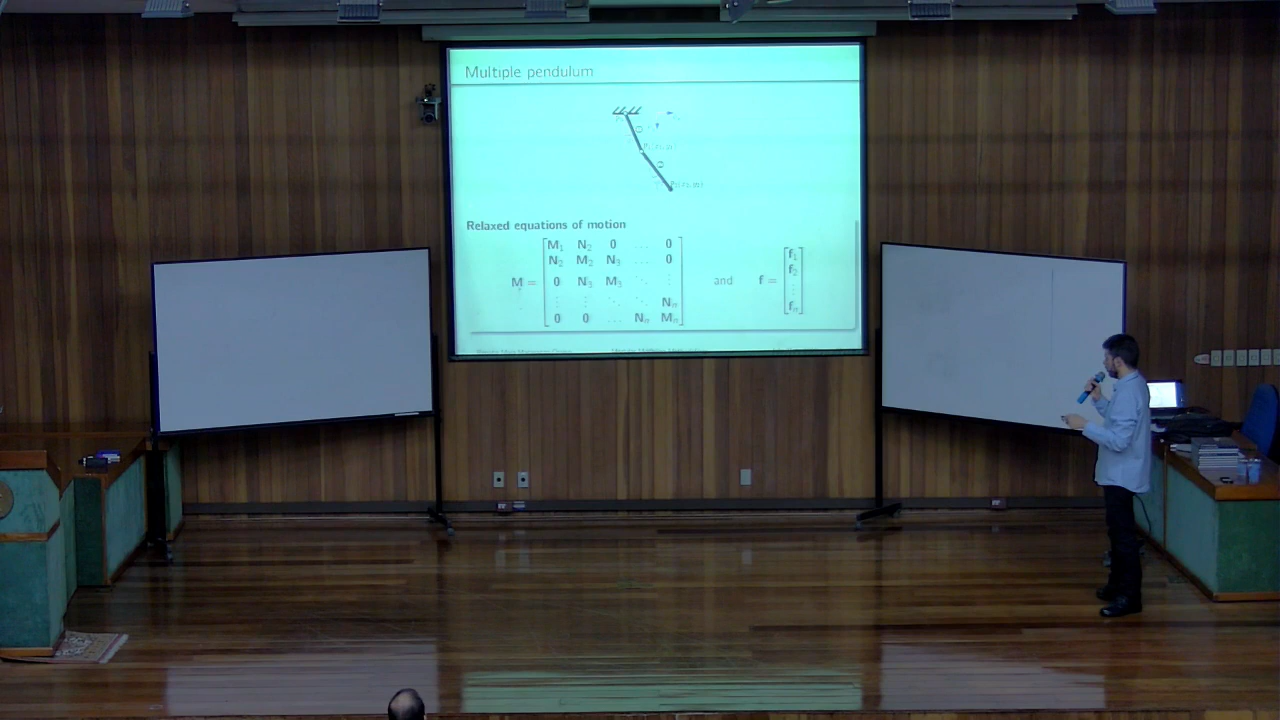 Multiple pendulum
Relaxed equations of motion
M = [ M₁ N₂ 0 … 0
N₂ M₂ N₃ … 0
0 N₃ M₃ ⋱ ⋮
⋮ ⋮ ⋱ ⋱ Nₙ
0 0 … Nₙ Mₙ ] and f = [ f₁
f₂
⋮
fₙ ]